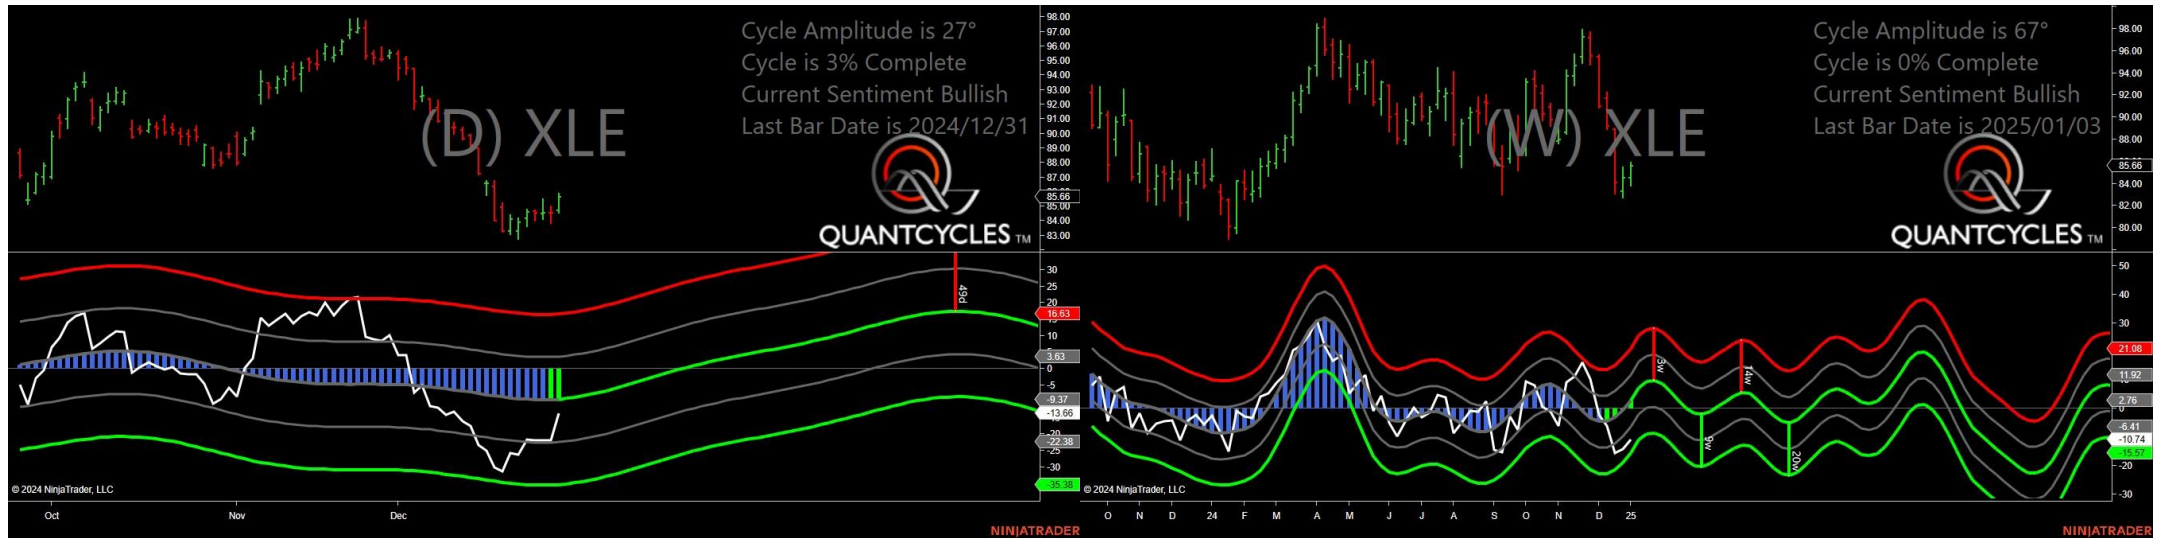 Cycle Amplitude is 27°
Cycle is 3% Complete
Current Sentiment Bullish
Last Bar Date is 2024/12/31
(D) XLE
QUANTCYCLES TM
98.00
97.00
96.00
95.00
94.00
93.00
92.00
91.00
90.00
89.00
88.00
87.00
85.66
85.00
84.00
83.00
49d
30
25
20
16.63
10
3.63
0
-5
-9.37
-13.66
-22.38
-25
-30
-35.38
© 2024 NinjaTrader, LLC
Oct
Nov
Dec
NINJATRADER
Cycle Amplitude is 67°
Cycle is 0% Complete
Current Sentiment Bullish
Last Bar Date is 2025/01/03
(W) XLE
QUANTCYCLES TM
98.00
96.00
94.00
92.00
90.00
88.00
85.66
84.00
82.00
80.00
3w
14w
9w
20w
50
40
30
21.08
11.92
2.76
0
-6.41
-10.74
-15.57
-20
-30
© 2024 NinjaTrader, LLC
O N D 24 F M A M J J A S O N D 25
NINJATRADER